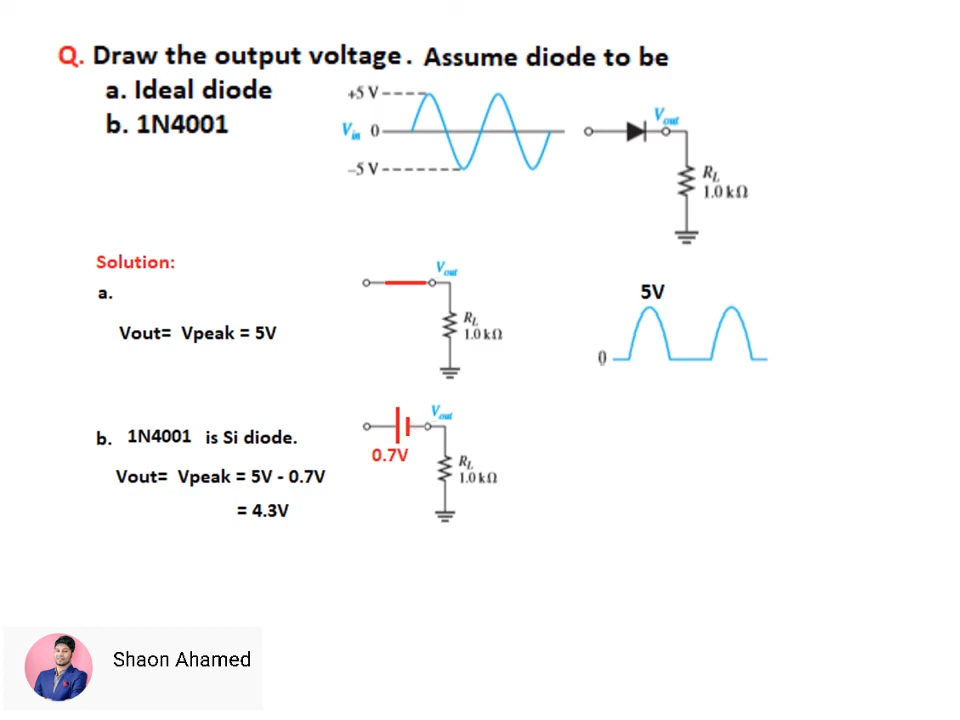 Q. Draw the output voltage. Assume diode to be
a. Ideal diode
b. 1N4001
+5 V
Vin 0
–5 V
Vout
RL
1.0 kΩ
Solution:
a.
Vout= Vpeak = 5V
Vout
RL
1.0 kΩ
5V
0
b. 1N4001 is Si diode.
Vout= Vpeak = 5V - 0.7V
= 4.3V
Vout
0.7V
RL
1.0 kΩ
Shaon Ahamed